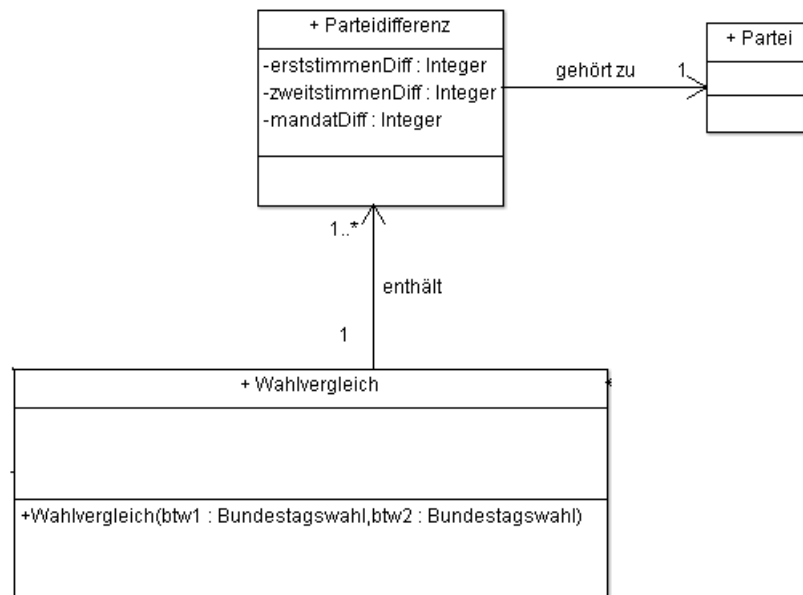 + Parteidifferenz
-erststimmenDiff : Integer
-zweitstimmenDiff : Integer
-mandatDiff : Integer
gehört zu
1
+ Partei
1..*
enthält
1
+ Wahlvergleich
+Wahlvergleich(btw1 : Bundestagswahl,btw2 : Bundestagswahl)